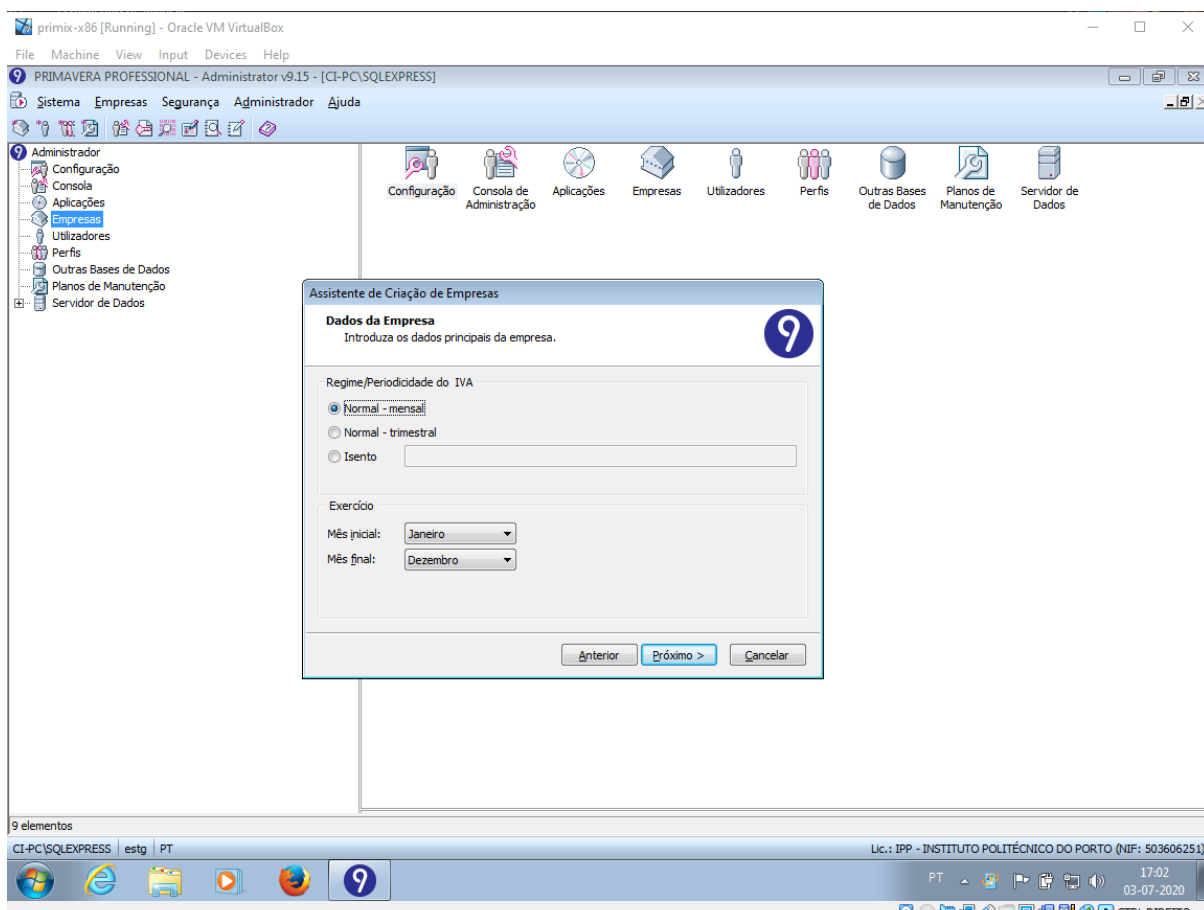 primix-x86 [Running] - Oracle VM VirtualBox
File Machine View Input Devices Help
PRIMAVERA PROFESSIONAL - Administrator v9.15 - [CI-PC\SQLEXPRESS]
Sistema Empresas Segurança Administrador Ajuda
Administrador
Configuração
Consola
Aplicações
Empresas
Utilizadores
Perfis
Outras Bases de Dados
Planos de Manutenção
Servidor de Dados
Configuração
Consola de Administração
Aplicações
Empresas
Utilizadores
Perfis
Outras Bases de Dados
Planos de Manutenção
Servidor de Dados
Assistente de Criação de Empresas
Dados da Empresa
Introduza os dados principais da empresa.
9
Regime/Periodicidade do IVA
Normal - mensal
Normal - trimestral
Isento
Exercício
Mês inicial: Janeiro
Mês final: Dezembro
Anterior Próximo > Cancelar
9 elementos
CI-PC\SQLEXPRESS estg PT Lic.: IPP - INSTITUTO POLITÉCNICO DO PORTO (NIF: 503606251)
9 PT 17:02
03-07-2020
CTRL DIREITO